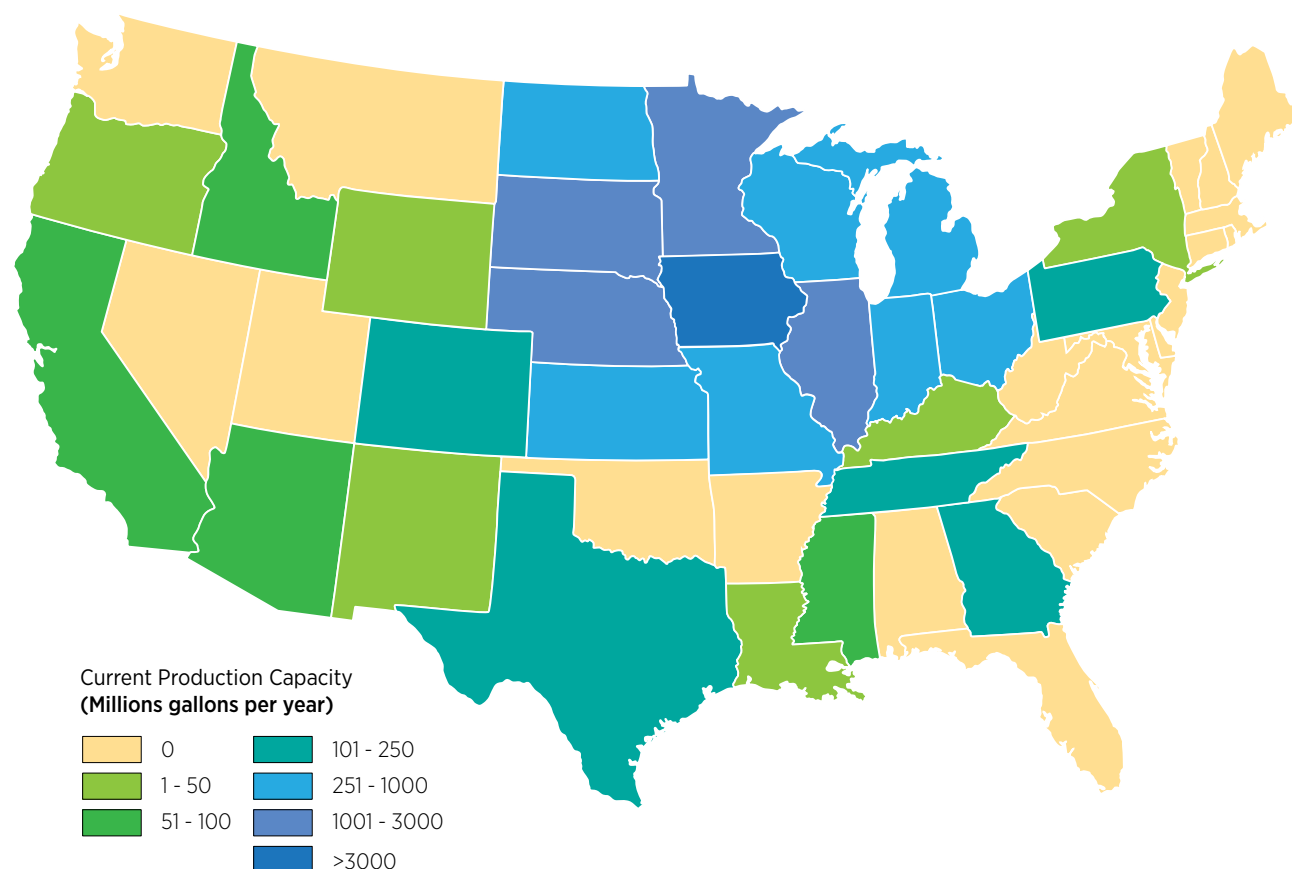 Current Production Capacity
(Millions gallons per year)
0
1 - 50
51 - 100
101 - 250
251 - 1000
1001 - 3000
>3000